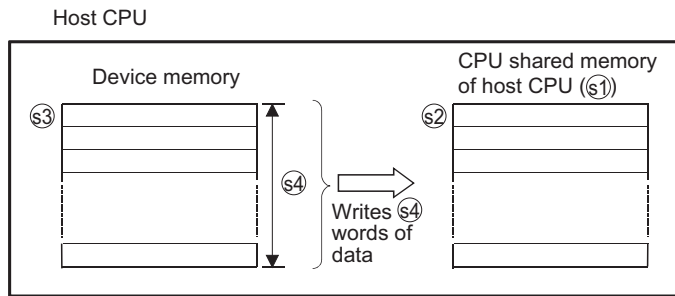 Host CPU
Device memory
CPU shared memory
of host CPU (s1)
s3
s2
s4
Writes s4
words of
data